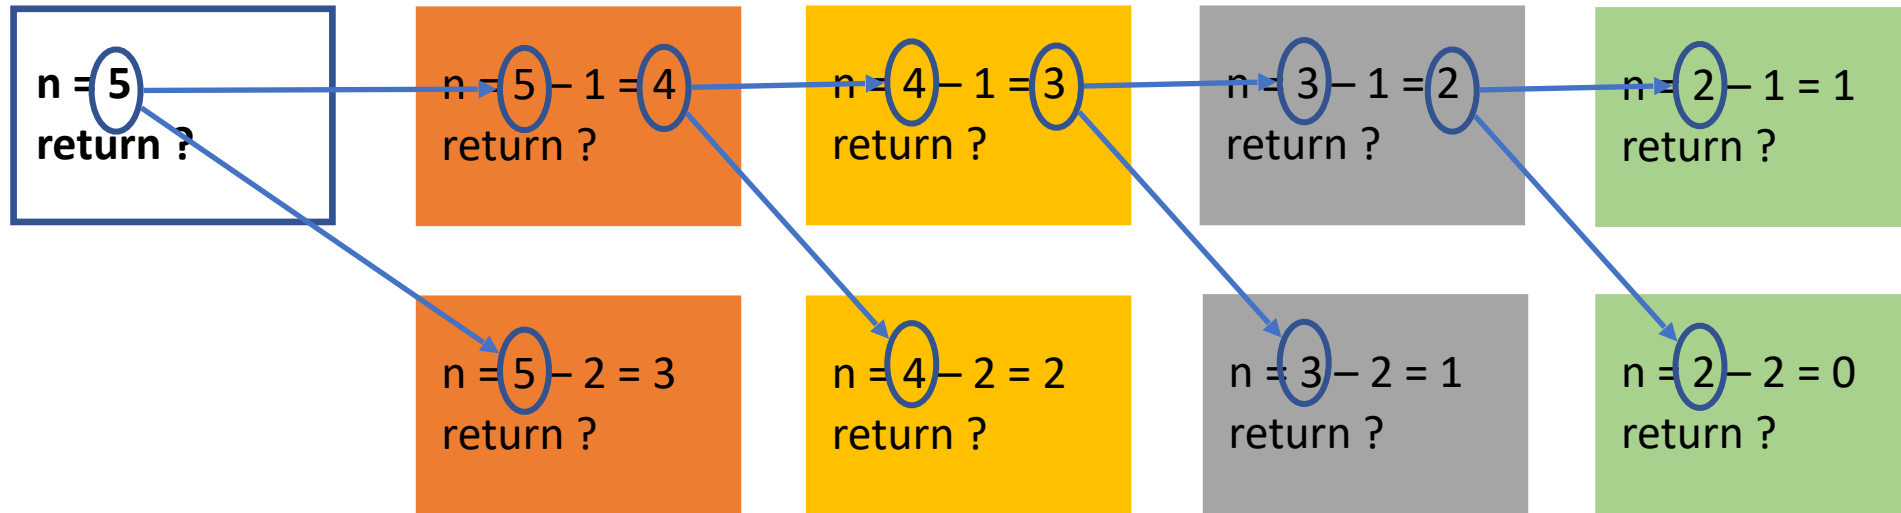 n = 5
return ?
n = 5 – 1 = 4
return ?
n = 4 – 1 = 3
return ?
n = 3 – 1 = 2
return ?
n = 2 – 1 = 1
return ?
n = 5 – 2 = 3
return ?
n = 4 – 2 = 2
return ?
n = 3 – 2 = 1
return ?
n = 2 – 2 = 0
return ?